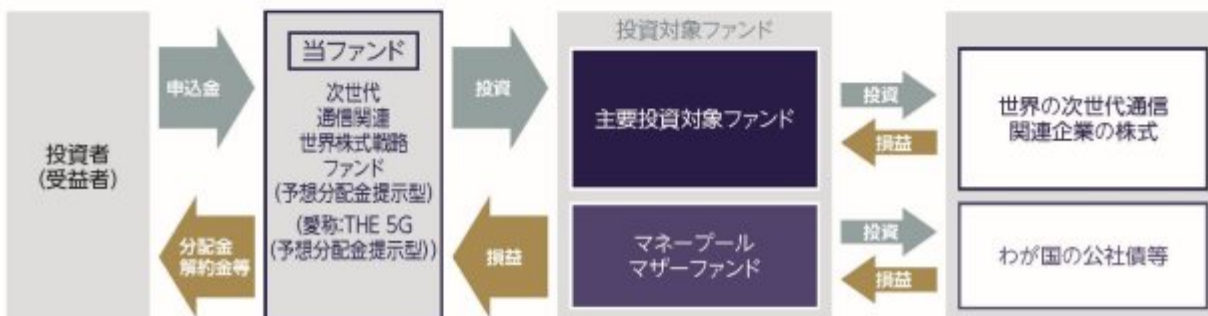 投資者
(受益者)
申込金
分配金
解約金等
当ファンド
次世代
通信関連
世界株式戦略
ファンド
(予想分配金提示型)
(愛称:THE 5G
(予想分配金提示型))
投資
損益
投資対象ファンド
主要投資対象ファンド
マネープール
マザーファンド
投資
損益
投資
損益
世界の次世代通信
関連企業の株式
わが国の公社債等